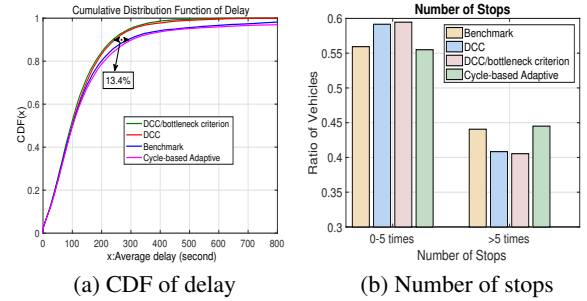 Cumulative Distribution Function of Delay
1
0.8
0.6
0.4
0.2
0
CDF(x)
13.4%
DCC/bottleneck criterion
DCC
Benchmark
Cycle-based Adaptive
0 100 200 300 400 500 600 700 800
x:Average delay (second)
(a) CDF of delay
Number of Stops
0.65
0.6
0.55
0.5
0.45
0.4
0.35
0.3
Ratio of Vehicles
Benchmark
DCC
DCC/bottleneck criterion
Cycle-based Adaptive
0-5 times >5 times
Number of Stops
(b) Number of stops